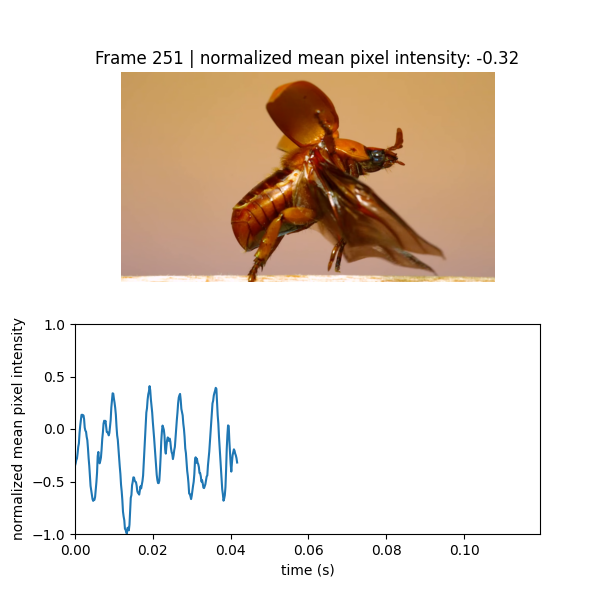 Frame 251 | normalized mean pixel intensity: -0.32
1.0
0.5
0.0
−0.5
−1.0
normalized mean pixel intensity
0.00 0.02 0.04 0.06 0.08 0.10
time (s)